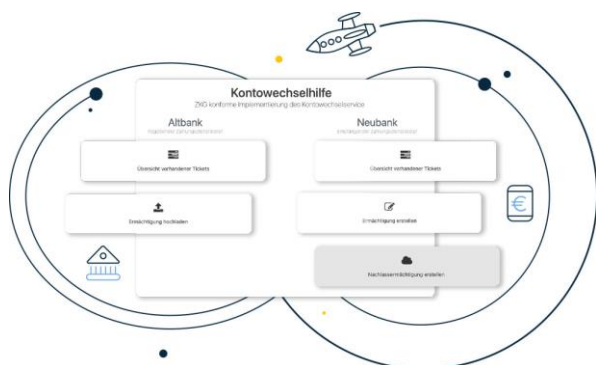 Kontowechselhilfe
ZKG konforme Implementierung des Kontowechselservice
Altbank
Neubank
Übersicht vorhandener Tickets
Übersicht vorhandener Tickets
Ermächtigung hochladen
Ermächtigung erstellen
Nachlassermächtigung erstellen